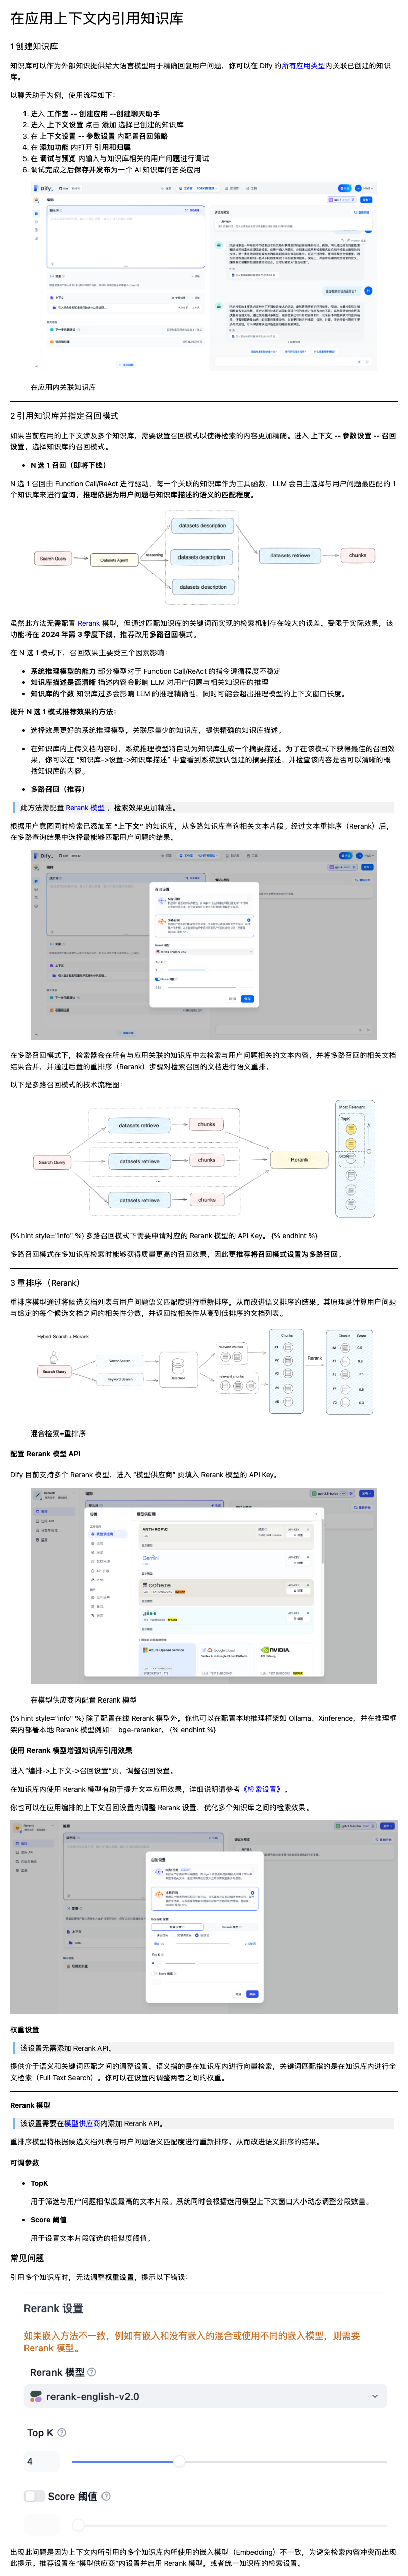 在应用上下文内引用知识库
1 创建知识库
知识库可以作为外部知识提供给大语言模型用于精确回复用户问题，你可以在 Dify 的所有应用类型内关联已创建的知识
库。
以聊天助手为例，使用流程如下：
1. 进入 工作室 -- 创建应用 --创建聊天助手
2. 进入 上下文设置 点击 添加 选择已创建的知识库
3. 在 上下文设置 -- 参数设置 内配置召回策略
4. 在 添加功能 内打开 引用和归属
5. 在 调试与预览 内输入与知识库相关的用户问题进行调试
6. 调试完成之后保存并发布为一个 AI 知识库问答类应用
在应用内关联知识库
2 引用知识库并指定召回模式
如果当前应用的上下文涉及多个知识库，需要设置召回模式以使得检索的内容更加精确。进入 上下文 -- 参数设置 -- 召回
设置，选择知识库的召回模式。
• N 选 1 召回（即将下线）
N 选 1 召回由 Function Call/ReAct 进行驱动，每一个关联的知识库作为工具函数，LLM 会自主选择与用户问题最匹配的 1
个知识库来进行查询，推理依据为用户问题与知识库描述的语义的匹配程度。
datasets description
reasoning
Search Query
Datasets Agent
datasets description
datasets retrieve
chunks
datasets description
虽然此方法无需配置 Rerank 模型，但通过匹配知识库的关键词而实现的检索机制存在较大的误差。受限于实际效果，该
功能将在 2024 年第 3 季度下线，推荐改用多路召回模式。
在 N 选 1 模式下，召回效果主要受三个因素影响：
• 系统推理模型的能力 部分模型对于 Function Call/ReAct 的指令遵循程度不稳定
• 知识库描述是否清晰 描述内容会影响 LLM 对用户问题与相关知识库的推理
• 知识库的个数 知识库过多会影响 LLM 的推理精确性，同时可能会超出推理模型的上下文窗口长度。
提升 N 选 1 模式推荐效果的方法：
• 选择效果更好的系统推理模型，关联尽量少的知识库，提供精确的知识库描述。
• 在知识库内上传文档内容时，系统推理模型将自动为知识库生成一个摘要描述。为了在该模式下获得最佳的召回效
果，你可以在 “知识库->设置->知识库描述” 中查看到系统默认创建的摘要描述，并检查该内容是否可以清晰的概
括知识库的内容。
• 多路召回（推荐）
此方法需配置 Rerank 模型 ，检索效果更加精准。
根据用户意图同时检索已添加至 “上下文” 的知识库，从多路知识库查询相关文本片段。经过文本重排序（Rerank）后，
在多路查询结果中选择最能够匹配用户问题的结果。
在多路召回模式下，检索器会在所有与应用关联的知识库中去检索与用户问题相关的文本内容，并将多路召回的相关文档
结果合并，并通过后置的重排序（Rerank）步骤对检索召回的文档进行语义重排。
以下是多路召回模式的技术流程图：
Most Relevant
TopK
datasets retrieve
chunks
Search Query
datasets retrieve
chunks
Rerank
Score
datasets retrieve
chunks
{% hint style="info" %} 多路召回模式下需要申请对应的 Rerank 模型的 API Key。 {% endhint %}
多路召回模式在多知识库检索时能够获得质量更高的召回效果，因此更推荐将召回模式设置为多路召回。
3 重排序（Rerank）
重排序模型通过将候选文档列表与用户问题语义匹配度进行重新排序，从而改进语义排序的结果。其原理是计算用户问题
与给定的每个候选文档之间的相关性分数，并返回按相关性从高到低排序的文档列表。
Hybrid Search + Rerank
Search Query
Vector Search
Keyword Search
Database
relevant chunks
relevant chunks
Chunks
Rerank
Chunks Score
混合检索+重排序
配置 Rerank 模型 API
Dify 目前支持多个 Rerank 模型，进入 “模型供应商” 页填入 Rerank 模型的 API Key。
在模型供应商内配置 Rerank 模型
{% hint style="info" %} 除了配置在线 Rerank 模型外，你也可以在配置本地推理框架如 Ollama、Xinference，并在推理框
架内部署本地 Rerank 模型例如： bge-reranker。 {% endhint %}
使用 Rerank 模型增强知识库引用效果
进入“编排->上下文->召回设置”页，调整召回设置。
在知识库内使用 Rerank 模型有助于提升文本应用效果，详细说明请参考《检索设置》。
你也可以在应用编排的上下文召回设置内调整 Rerank 设置，优化多个知识库之间的检索效果。
权重设置
该设置无需添加 Rerank API。
提供介于语义和关键词匹配之间的调整设置。语义指的是在知识库内进行向量检索，关键词匹配指的是在知识库内进行全
文检索（Full Text Search）。你可以在设置内调整两者之间的权重。
Rerank 模型
该设置需要在模型供应商内添加 Rerank API。
重排序模型将根据候选文档列表与用户问题语义匹配度进行重新排序，从而改进语义排序的结果。
可调参数
• TopK
用于筛选与用户问题相似度最高的文本片段。系统同时会根据选用模型上下文窗口大小动态调整分段数量。
• Score 阈值
用于设置文本片段筛选的相似度阈值。
常见问题
引用多个知识库时，无法调整权重设置，提示以下错误：
Rerank 设置
如果嵌入方法不一致，例如有嵌入和没有嵌入的混合或使用不同的嵌入模型，则需要
Rerank 模型。
Rerank 模型
rerank-english-v2.0
Top K
4
Score 阈值
出现此问题是因为上下文内所引用的多个知识库内所使用的嵌入模型（Embedding）不一致，为避免检索内容冲突而出现
此提示。推荐设置在“模型供应商”内设置并启用 Rerank 模型，或者统一知识库的检索设置。